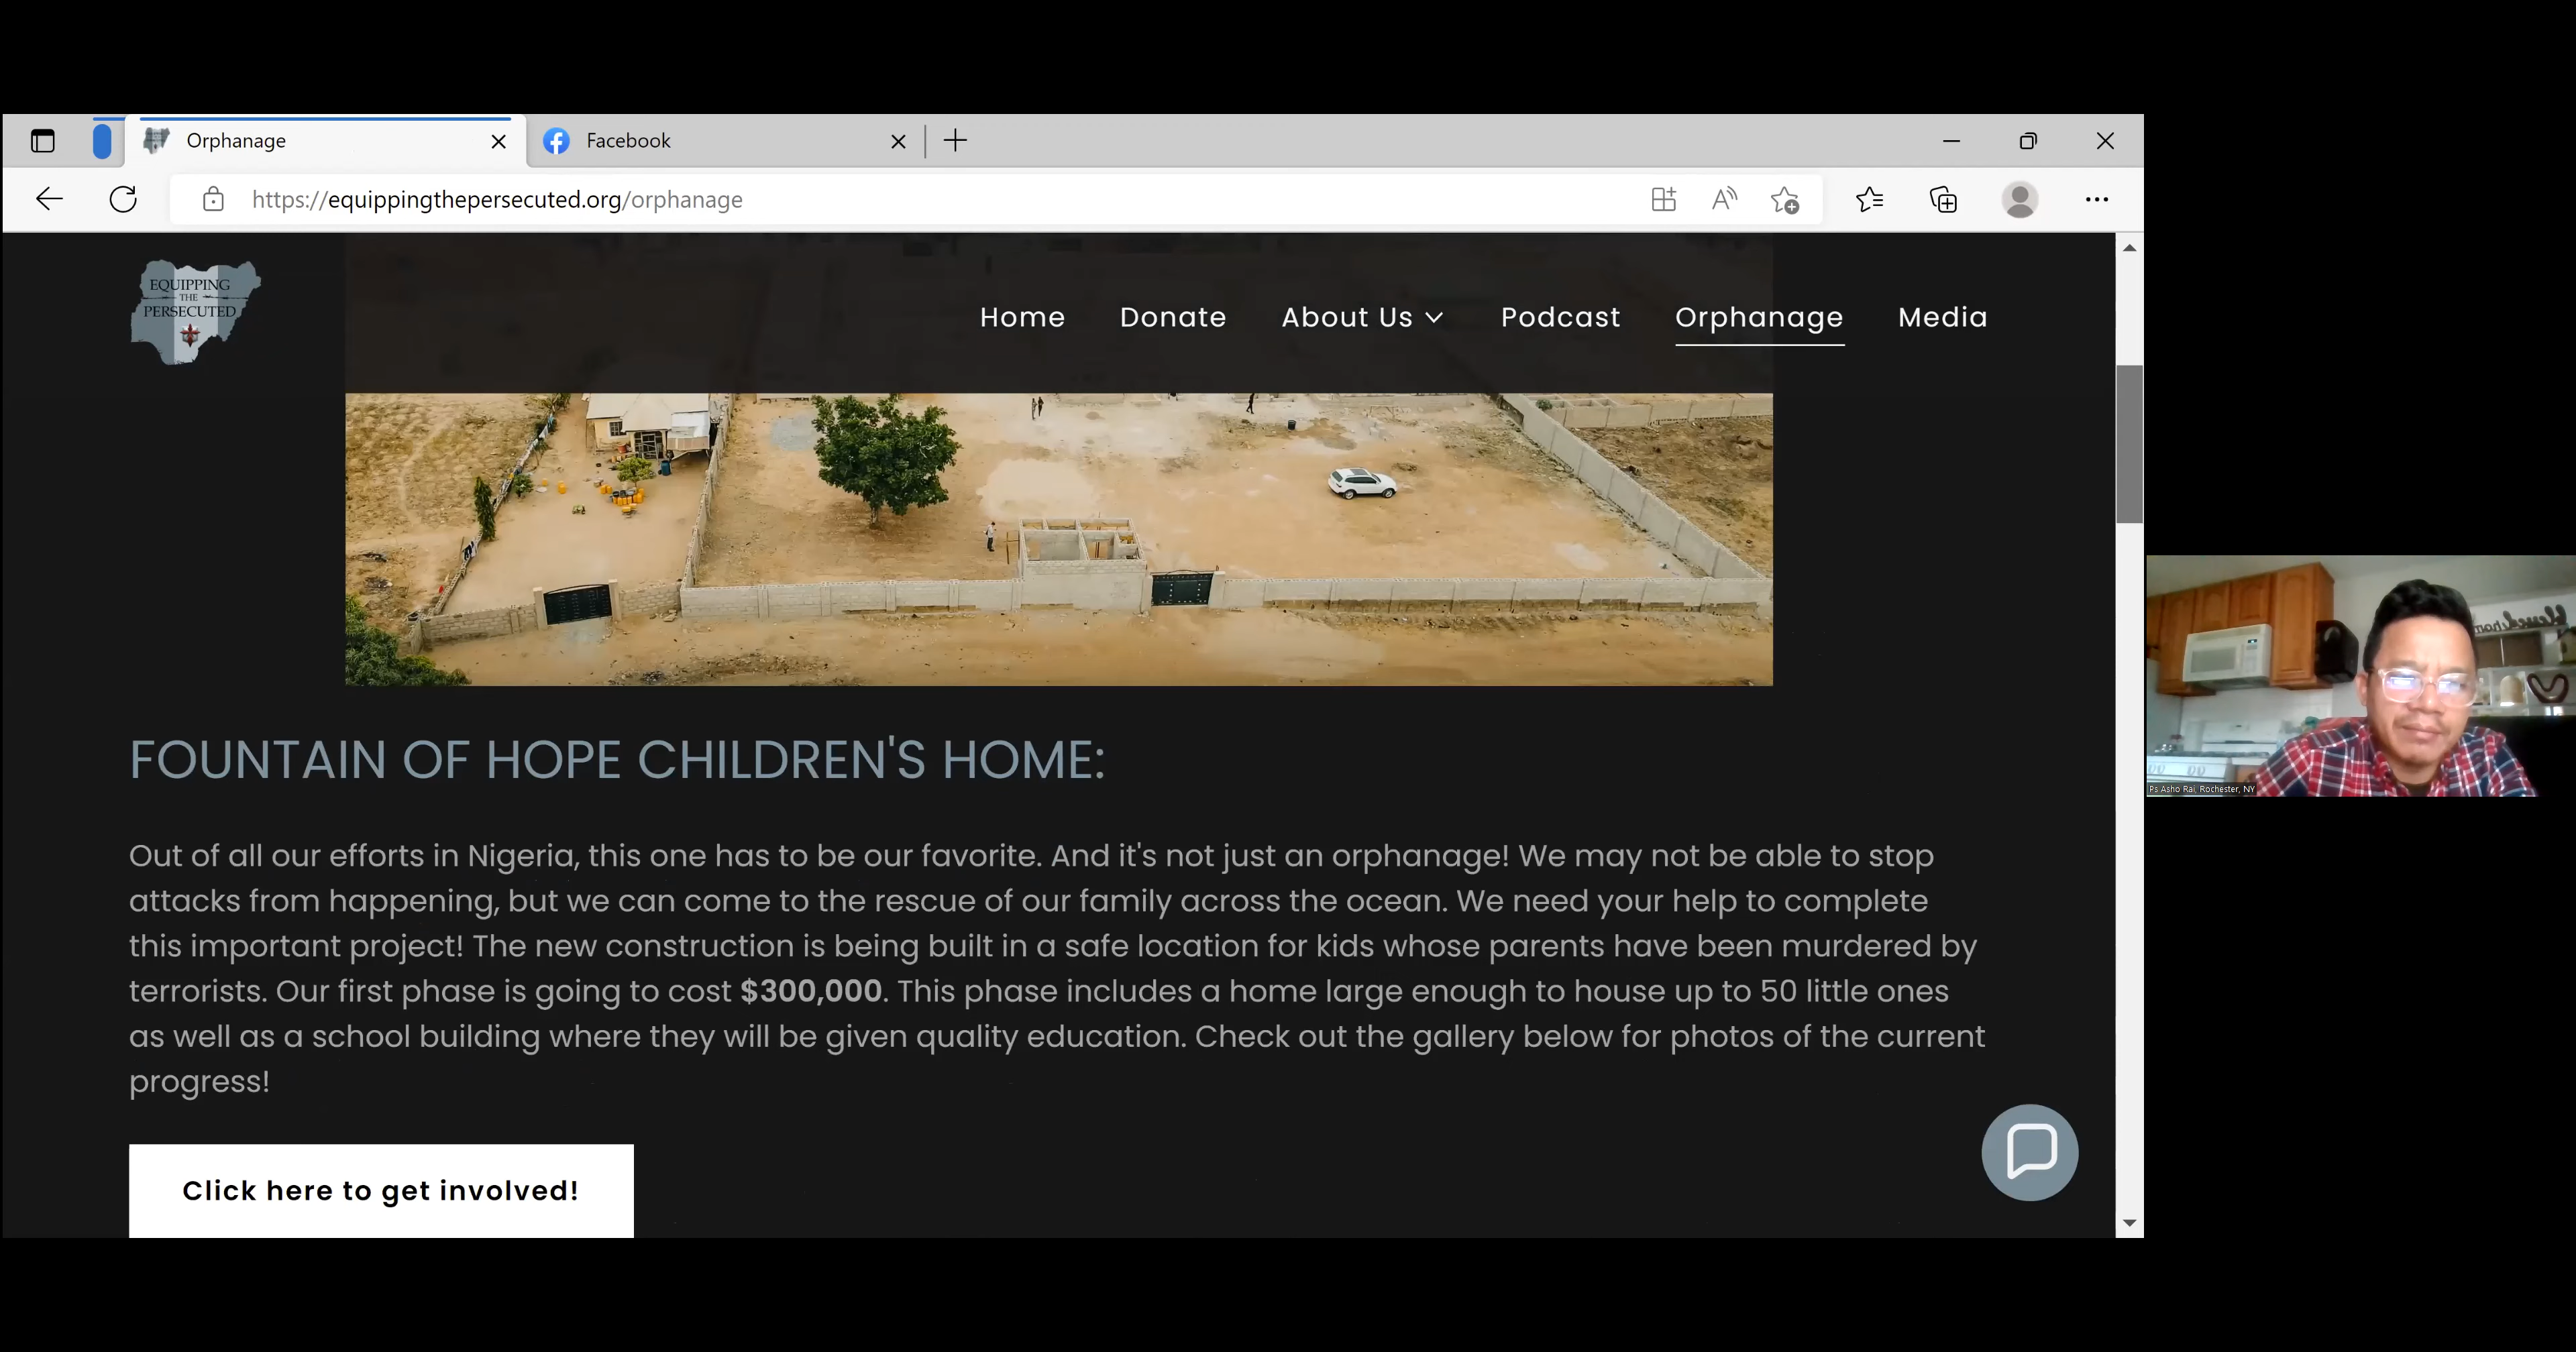 Orphanage
Facebook
https://equippingthepersecuted.org/orphanage
EQUIPPING
THE
PERSECUTED
Home Donate About Us Podcast Orphanage Media
FOUNTAIN OF HOPE CHILDREN'S HOME:
Out of all our efforts in Nigeria, this one has to be our favorite. And it's not just an orphanage! We may not be able to stop
attacks from happening, but we can come to the rescue of our family across the ocean. We need your help to complete
this important project! The new construction is being built in a safe location for kids whose parents have been murdered by
terrorists. Our first phase is going to cost $300,000. This phase includes a home large enough to house up to 50 little ones
as well as a school building where they will be given quality education. Check out the gallery below for photos of the current
progress!
Click here to get involved!
Ps Asho Rai, Rochester, NY